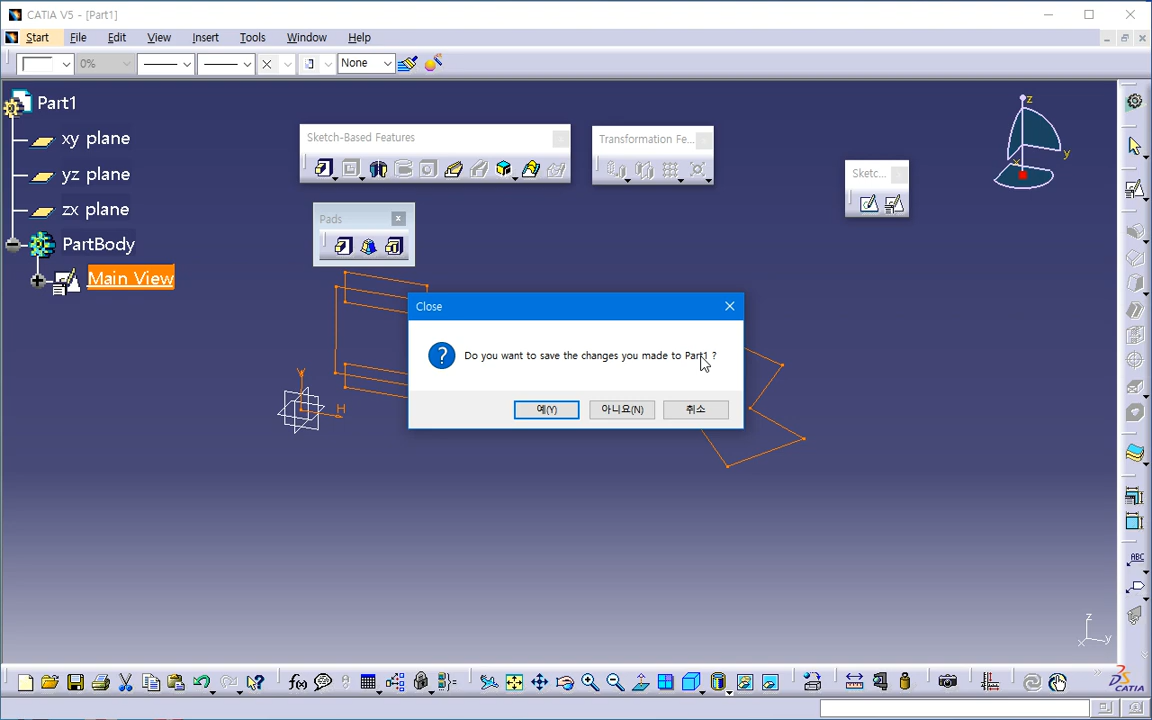 CATIA V5 - [Part1]
Start File Edit View Insert Tools Window Help
0% None
Part1
xy plane
yz plane
zx plane
PartBody
Main View
Sketch-Based Features
Transformation Fe...
Sketc...
Pads
z
y
x
Close
Do you want to save the changes you made to Part1 ?
예(Y) 아니요(N) 취소
V
H
ABC
z
x y
f(x)
CATIA